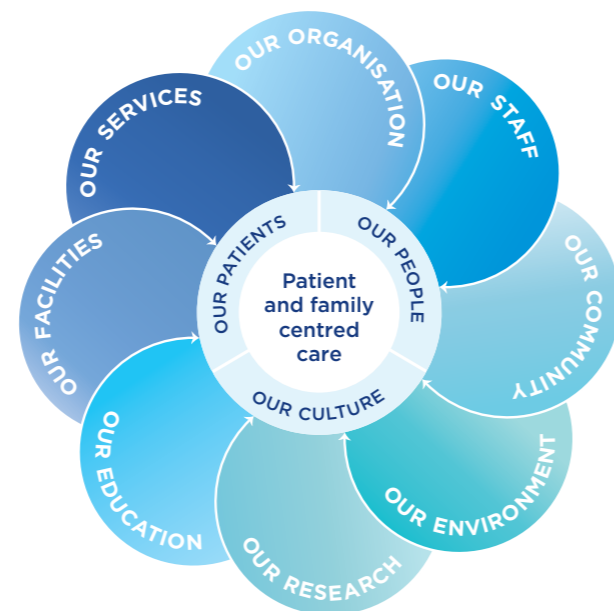 OUR ORGANISATION
OUR STAFF
OUR COMMUNITY
OUR ENVIRONMENT
OUR RESEARCH
OUR EDUCATION
OUR FACILITIES
OUR SERVICES
OUR PATIENTS
OUR PEOPLE
OUR CULTURE
Patient
and family
centred
care